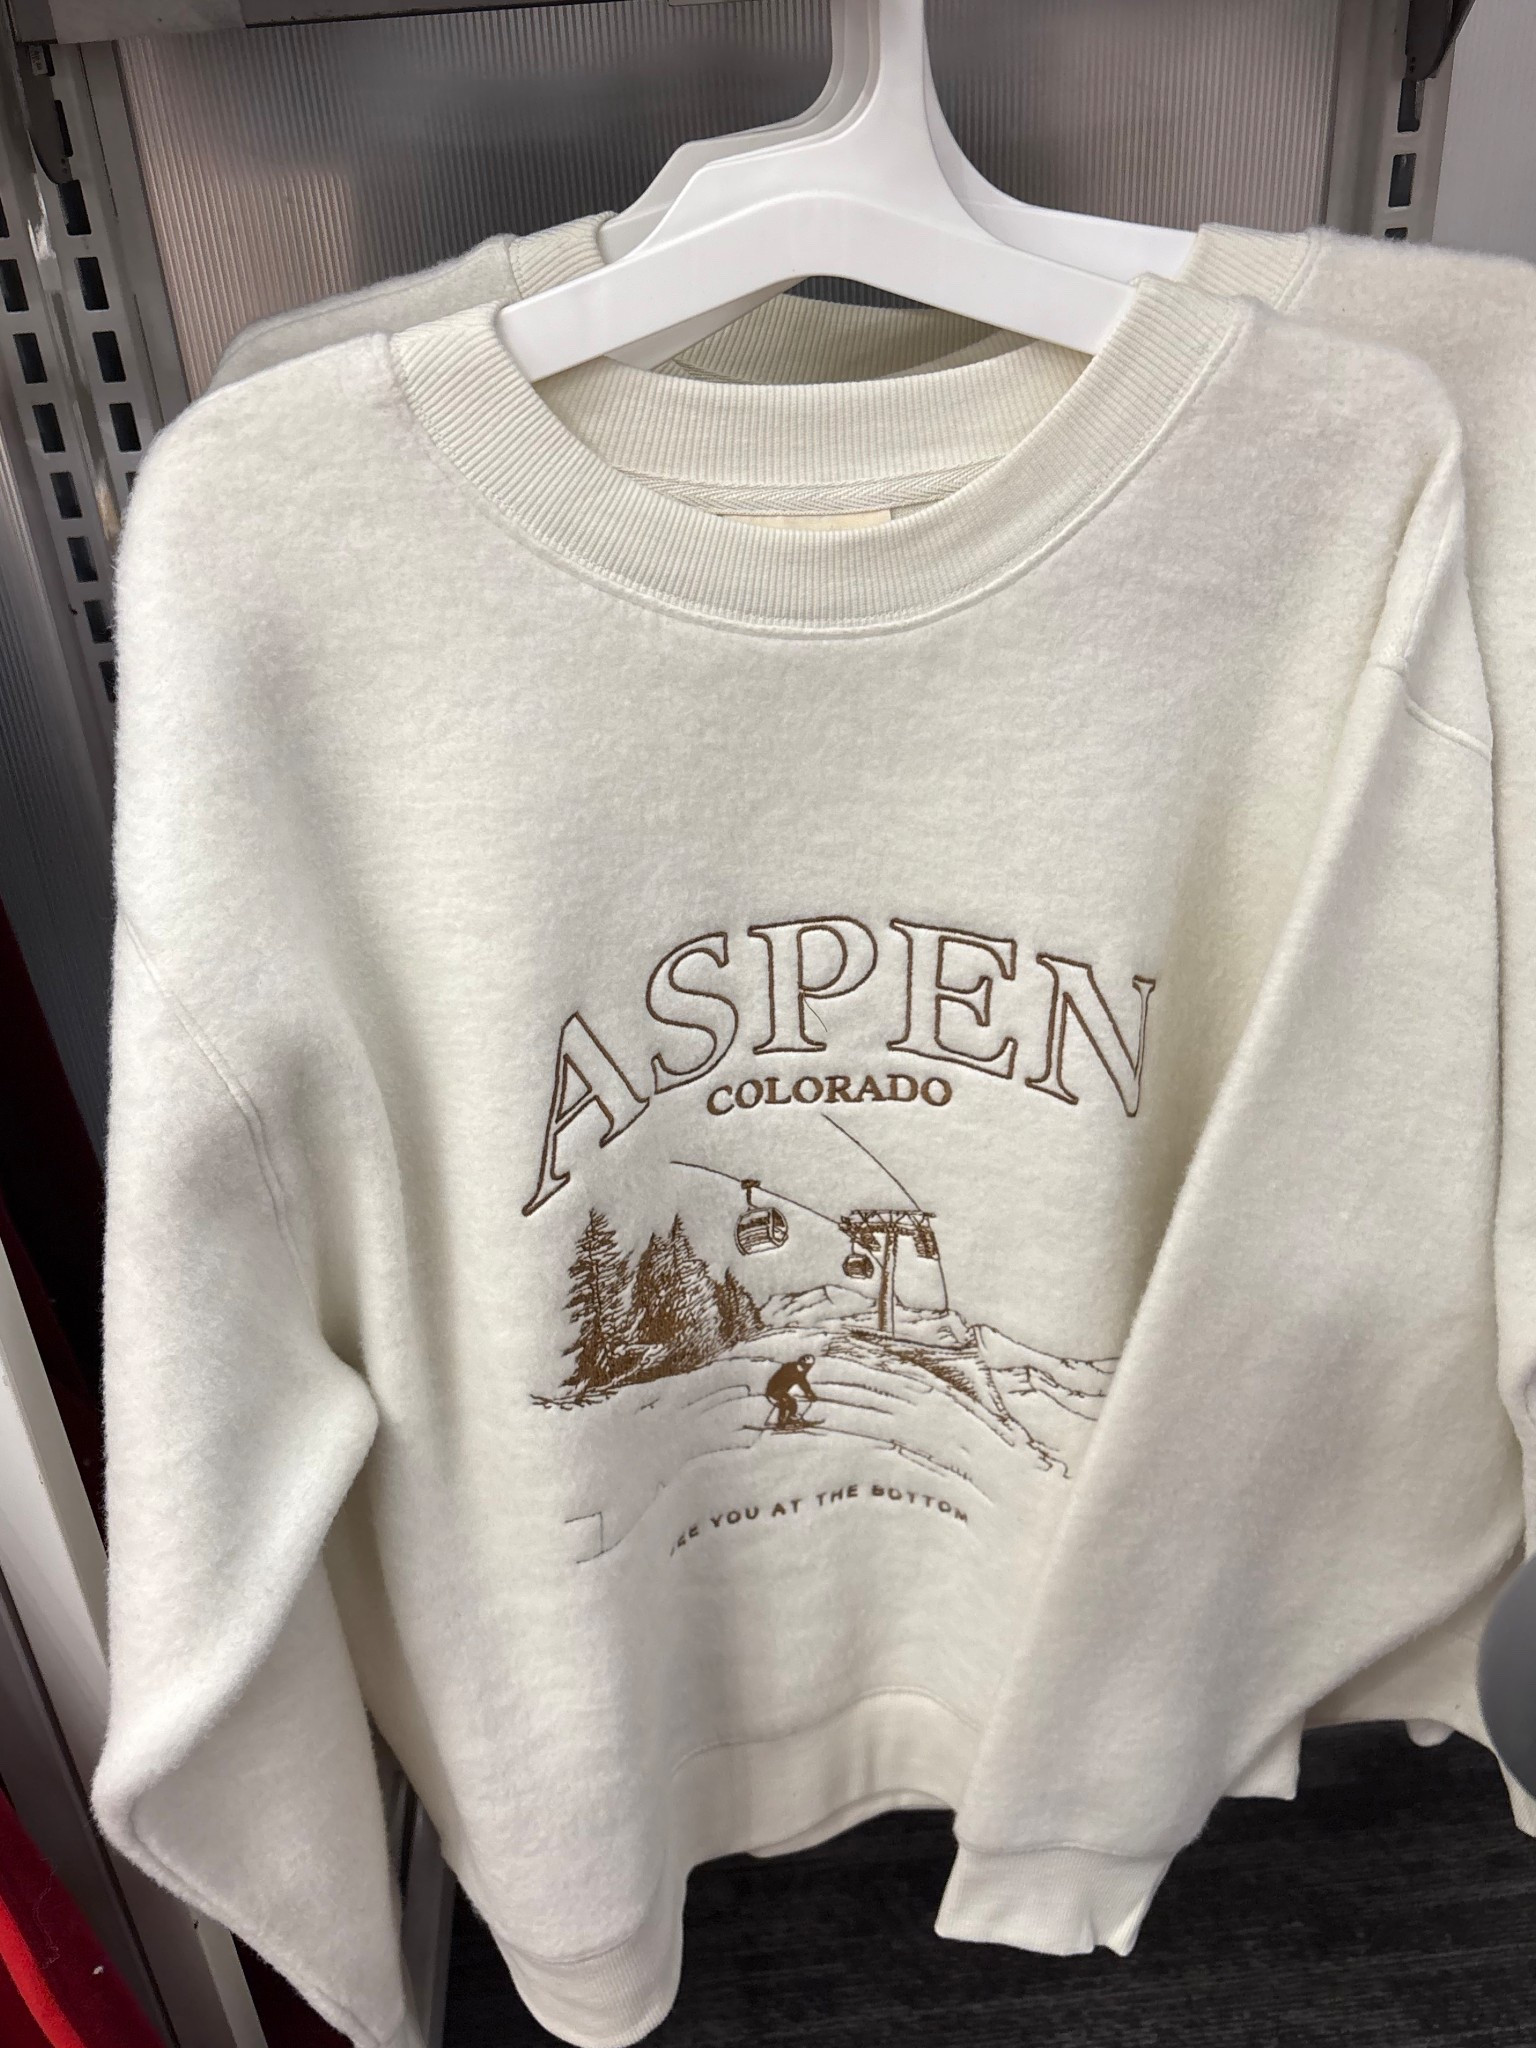 ASPEN
COLORADO
YOU AT THE BOTTOM